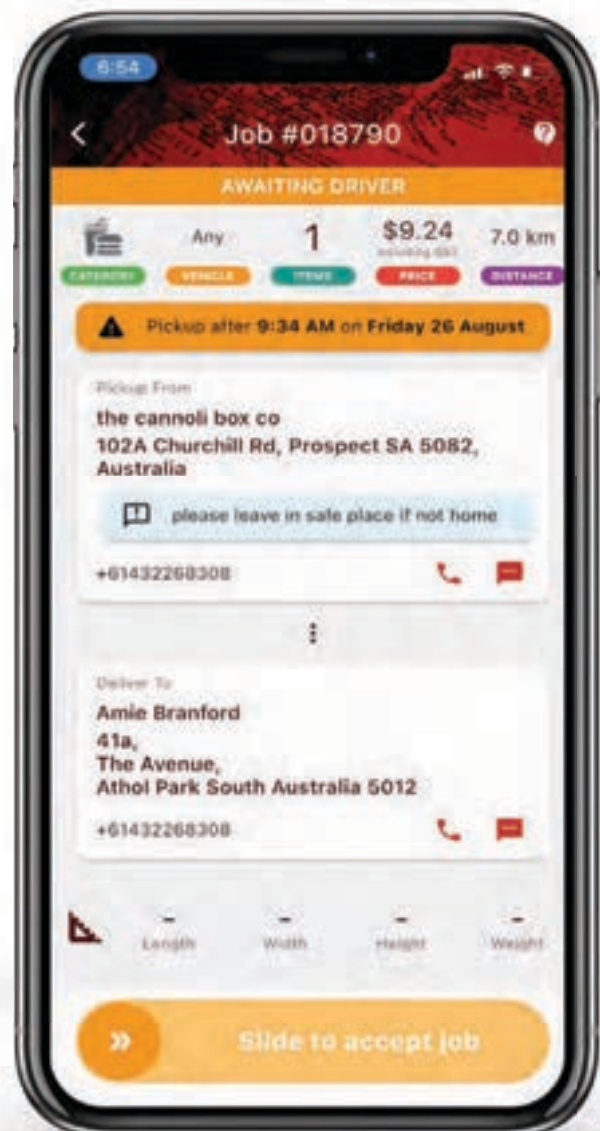 6:54
Job #018790
AWAITING DRIVER
Any 1 $9.24 7.0 km
including GST
CATEGORY VEHICLE ITEMS PRICE DISTANCE
Pickup after 9:34 AM on Friday 26 August
Pickup From
the cannoli box co
102A Churchill Rd, Prospect SA 5082,
Australia
please leave in safe place if not home
+61432268308
Deliver To
Amie Branford
41a,
The Avenue,
Athol Park South Australia 5012
+61432268308
- - - -
Length Width Height Weight
Slide to accept job